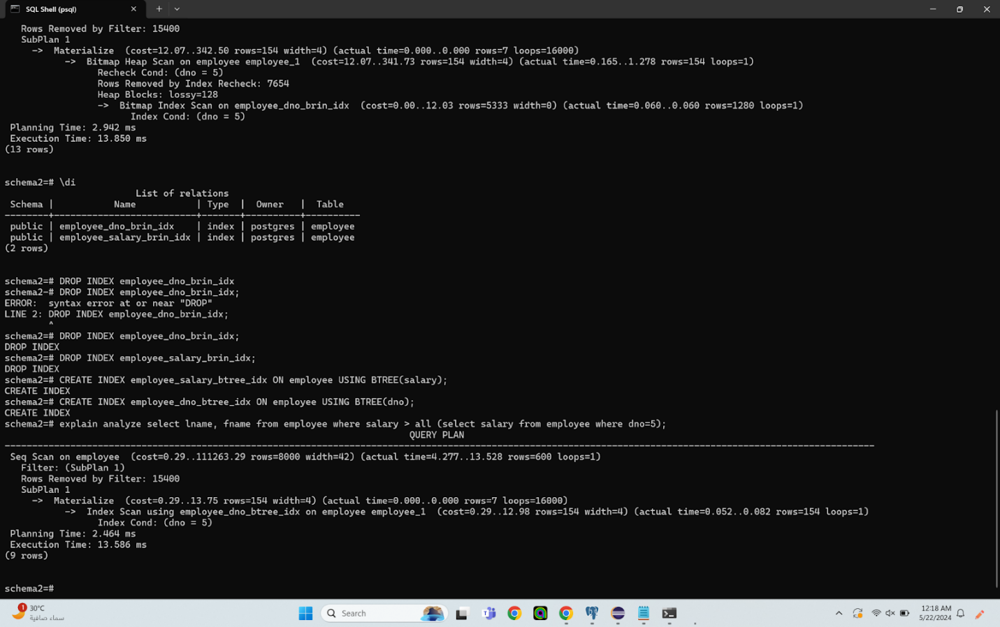 SQL Shell (psql)
Rows Removed by Filter: 15400
SubPlan 1
-> Materialize (cost=12.07..342.50 rows=154 width=4) (actual time=0.000..0.000 rows=7 loops=16000)
-> Bitmap Heap Scan on employee employee_1 (cost=12.07..341.73 rows=154 width=4) (actual time=0.165..1.278 rows=154 loops=1)
Recheck Cond: (dno = 5)
Rows Removed by Index Recheck: 7654
Heap Blocks: lossy=128
-> Bitmap Index Scan on employee_dno_brin_idx (cost=0.00..12.03 rows=5333 width=0) (actual time=0.060..0.060 rows=1280 loops=1)
Index Cond: (dno = 5)
Planning Time: 2.942 ms
Execution Time: 13.850 ms
(13 rows)
schema2=# \di
List of relations
Schema | Name | Type | Owner | Table
--------+--------------------------+-------+----------+----------
public | employee_dno_brin_idx | index | postgres | employee
public | employee_salary_brin_idx | index | postgres | employee
(2 rows)
schema2=# DROP INDEX employee_dno_brin_idx
schema2-# DROP INDEX employee_dno_brin_idx;
ERROR: syntax error at or near "DROP"
LINE 2: DROP INDEX employee_dno_brin_idx;
^
schema2=# DROP INDEX employee_dno_brin_idx;
DROP INDEX
schema2=# DROP INDEX employee_salary_brin_idx;
DROP INDEX
schema2=# CREATE INDEX employee_salary_btree_idx ON employee USING BTREE(salary);
CREATE INDEX
schema2=# CREATE INDEX employee_dno_btree_idx ON employee USING BTREE(dno);
CREATE INDEX
schema2=# explain analyze select lname, fname from employee where salary > all (select salary from employee where dno=5);
QUERY PLAN
Seq Scan on employee (cost=0.29..111263.29 rows=8000 width=42) (actual time=4.277..13.528 rows=600 loops=1)
Filter: (SubPlan 1)
Rows Removed by Filter: 15400
SubPlan 1
-> Materialize (cost=0.29..13.75 rows=154 width=4) (actual time=0.000..0.000 rows=7 loops=16000)
-> Index Scan using employee_dno_btree_idx on employee employee_1 (cost=0.29..12.98 rows=154 width=4) (actual time=0.052..0.082 rows=154 loops=1)
Index Cond: (dno = 5)
Planning Time: 2.464 ms
Execution Time: 13.586 ms
(9 rows)
schema2=#
1
30°C
سماء صافية
Search
12:18 AM
5/22/2024